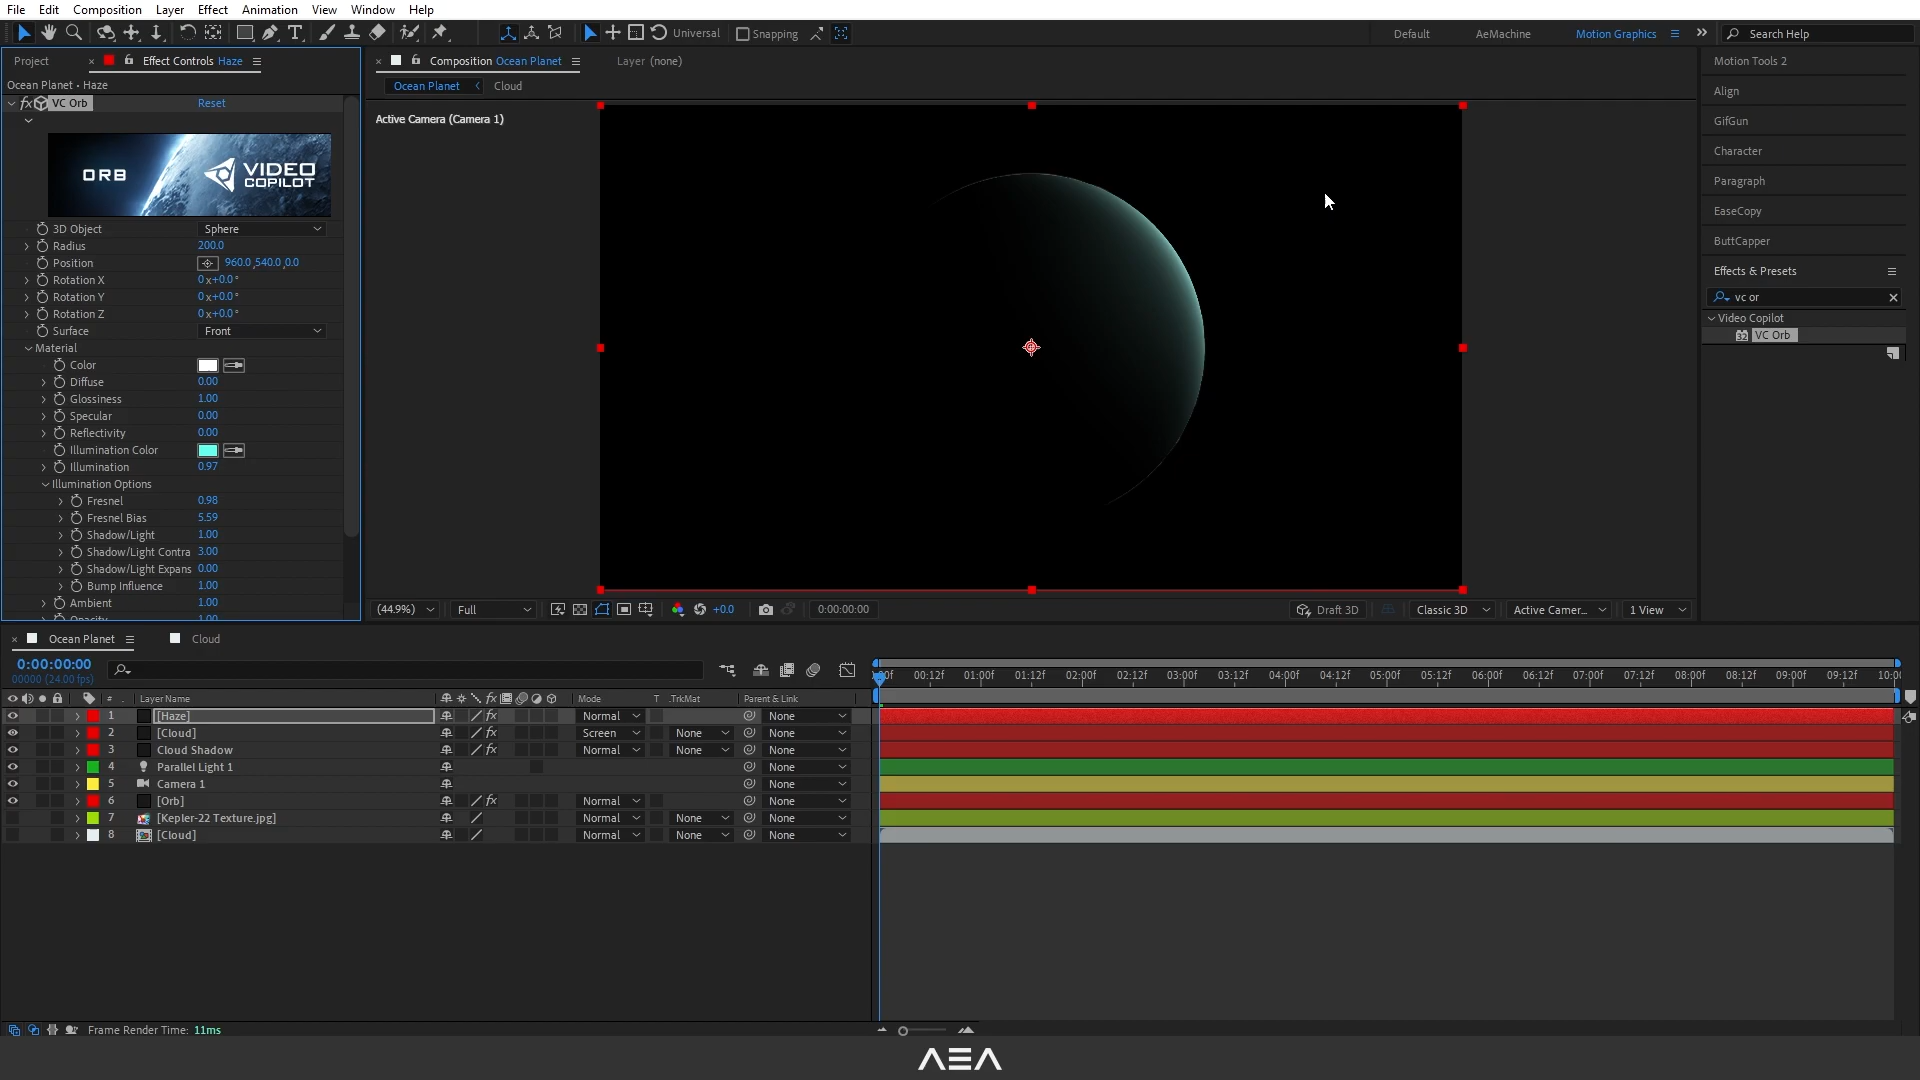 File Edit Composition Layer Effect Animation View Window Help
Universal Snapping Default AeMachine Motion Graphics Search Help
Project Effect Controls Haze
Ocean Planet • Haze
fx VC Orb Reset
ORB VIDEO COPILOT
3D Object Sphere
Radius 200.0
Position 960.0,540.0,0.0
Rotation X 0x+0.0°
Rotation Y 0x+0.0°
Rotation Z 0x+0.0°
Surface Front
Material
Color
Diffuse 0.00
Glossiness 1.00
Specular 0.00
Reflectivity 0.00
Illumination Color
Illumination 0.97
Illumination Options
Fresnel 0.98
Fresnel Bias 5.59
Shadow/Light 1.00
Shadow/Light Contra 3.00
Shadow/Light Expans 0.00
Bump Influence 1.00
Ambient 1.00
Opacity 1.00
Composition Ocean Planet Layer (none)
Ocean Planet Cloud
Active Camera (Camera 1)
(44.9%) Full +0.0 0:00:00:00 Draft 3D Classic 3D Active Camer... 1 View
Motion Tools 2
Align
GifGun
Character
Paragraph
EaseCopy
ButtCapper
Effects & Presets
vc or
Video Copilot
32 VC Orb
Ocean Planet Cloud
0:00:00:00
00000 (24.00 fps)
# Layer Name fx Mode T .TrkMat Parent & Link
:00f 00:12f 01:00f 01:12f 02:00f 02:12f 03:00f 03:12f 04:00f 04:12f 05:00f 05:12f 06:00f 06:12f 07:00f 07:12f 08:00f 08:12f 09:00f 09:12f 10:00
1 [Haze] fx Normal None
2 [Cloud] Screen None None
3 Cloud Shadow fx Normal None None
4 Parallel Light 1 None
5 Camera 1 None
6 [Orb] fx Normal None
7 [Kepler-22 Texture.jpg] Normal None None
8 [Cloud] Normal None None
Frame Render Time: 11ms
AEA